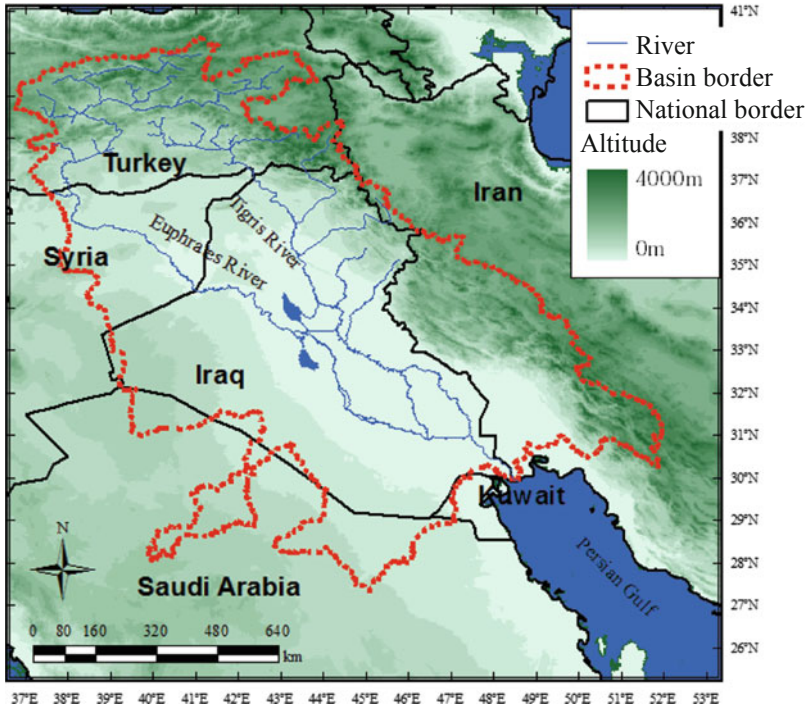 41°N
River
Basin border
National border
Altitude
4000m
0m
38°N
37°N
36°N
35°N
34°N
33°N
32°N
31°N
30°N
29°N
28°N
27°N
26°N
Turkey
Iran
Syria
Euphrates River
Tigris River
Iraq
Kuwait
Persian Gulf
Saudi Arabia
N
0 80 160 320 480 640
km
37°E 38°E 39°E 40°E 41°E 42°E 43°E 44°E 45°E 46°E 47°E 48°E 49°E 50°E 51°E 52°E 53°E